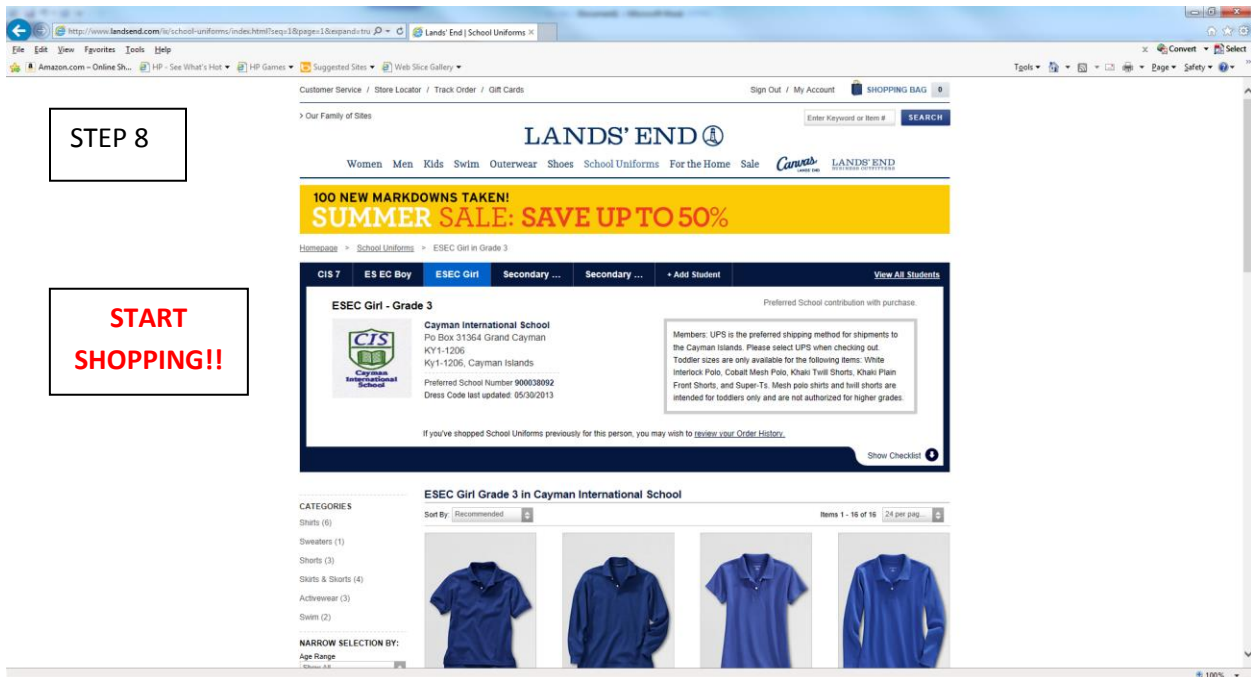 http://www.landsend.com/ix/school-uniforms/index.html?seq=1&page=1&expand=tru
Lands' End | School Uniforms
File Edit View Favorites Tools Help
Convert Select
Amazon.com – Online Sh... HP - See What's Hot HP Games Suggested Sites Web Slice Gallery
Tools Page Safety
Customer Service / Store Locator / Track Order / Gift Cards
Sign Out / My Account SHOPPING BAG 0
> Our Family of Sites
Enter Keyword or Item # SEARCH
STEP 8
LANDS' END
Women Men Kids Swim Outerwear Shoes School Uniforms For the Home Sale Canvas LANDS' END
LANDS' END BUSINESS OUTFITTERS
100 NEW MARKDOWNS TAKEN!
SUMMER SALE: SAVE UP TO 50%
Homepage > School Uniforms > ESEC Girl in Grade 3
CIS 7 ES EC Boy ESEC Girl Secondary ... Secondary ... + Add Student View All Students
START
SHOPPING!!
ESEC Girl - Grade 3
Preferred School contribution with purchase.
CIS
Cayman
International
School
Cayman International School
Po Box 31364 Grand Cayman
KY1-1206
Ky1-1206, Cayman Islands
Preferred School Number 900038092
Dress Code last updated: 05/30/2013
Members: UPS is the preferred shipping method for shipments to
the Cayman Islands. Please select UPS when checking out.
Toddler sizes are only available for the following items: White
Interlock Polo, Cobalt Mesh Polo, Khaki Twill Shorts, Khaki Plain
Front Shorts, and Super-Ts. Mesh polo shirts and twill shorts are
intended for toddlers only and are not authorized for higher grades.
If you've shopped School Uniforms previously for this person, you may wish to review your Order History.
Show Checklist
ESEC Girl Grade 3 in Cayman International School
Sort By: Recommended
Items 1 - 16 of 16 24 per pag...
CATEGORIES
Shirts (6)
Sweaters (1)
Shorts (3)
Skirts & Skorts (4)
Activewear (3)
Swim (2)
NARROW SELECTION BY:
Age Range
Show All
100%